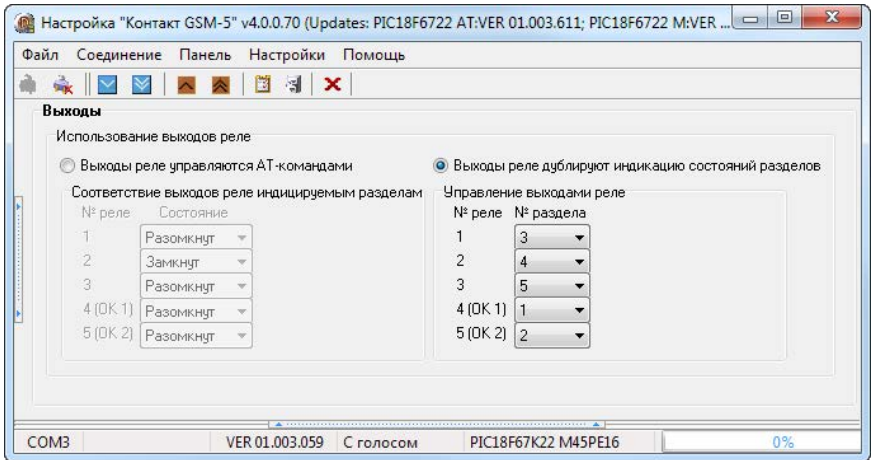 Настройка "Контакт GSM-5" v4.0.0.70 (Updates: PIC18F6722 AT:VER 01.003.611; PIC18F6722 M:VER ...
Файл Соединение Панель Настройки Помощь
Выходы
Использование выходов реле
Выходы реле управляются АТ-командами
Соответствие выходов реле индицируемым разделам
№ реле Состояние
1 Разомкнут
2 Замкнут
3 Разомкнут
4 (ОК 1) Разомкнут
5 (ОК 2) Разомкнут
Выходы реле дублируют индикацию состояний разделов
Управление выходами реле
№ реле № раздела
1 3
2 4
3 5
4 (ОК 1) 1
5 (ОК 2) 2
COM3 VER 01.003.059 С голосом PIC18F67K22 M45PE16 0%